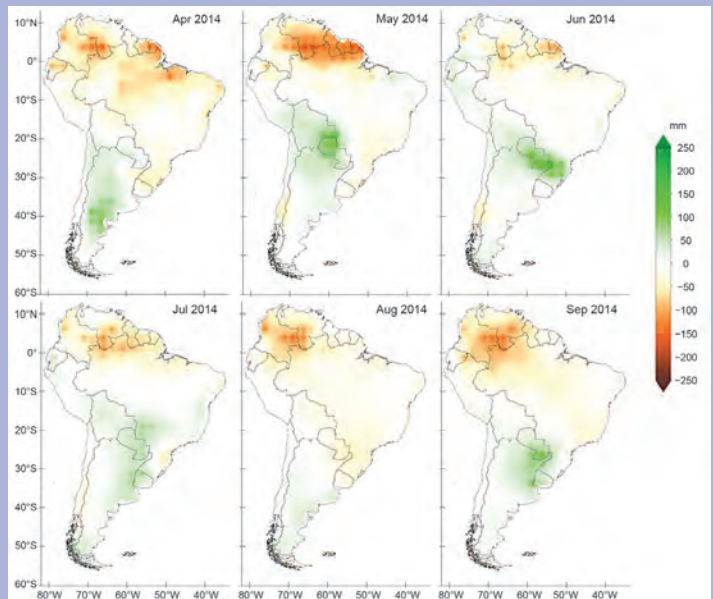 Apr 2014
May 2014
Jun 2014
10°N
0°
10°S
20°S
30°S
40°S
50°S
60°S
mm
250
200
150
100
50
0
−50
−100
−150
−200
−250
Jul 2014
Aug 2014
Sep 2014
10°N
0°
10°S
20°S
30°S
40°S
50°S
60°S
80°W 70°W 60°W 50°W 40°W 80°W 70°W 60°W 50°W 40°W 80°W 70°W 60°W 50°W 40°W